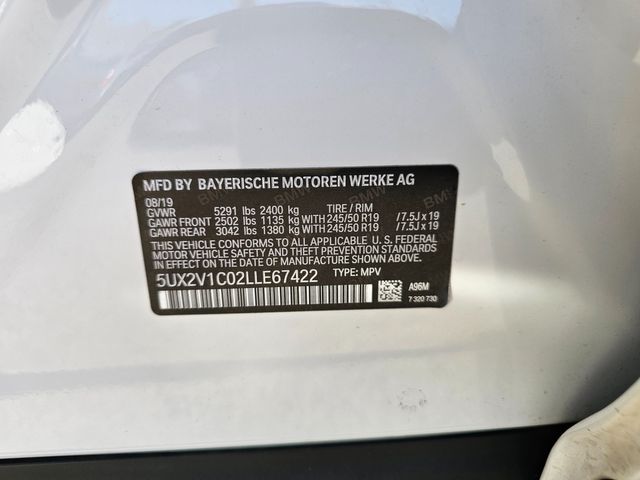 MFD BY BAYERISCHE MOTOREN WERKE AG
08/19
GVWR 5291 lbs 2400 kg TIRE / RIM
GAWR FRONT 2502 lbs 1135 kg WITH 245/50 R19 /7.5J x 19
GAWR REAR 3042 lbs 1380 kg WITH 245/50 R19 /7.5J x 19
THIS VEHICLE CONFORMS TO ALL APPLICABLE U. S. FEDERAL
MOTOR VEHICLE SAFETY, BUMPER, AND THEFT PREVENTION STANDARDS
IN EFFECT ON THE DATE OF MANUFACTURE SHOWN ABOVE.
5UX2V1C02LLE67422 TYPE: MPV
A96M
7 320 730